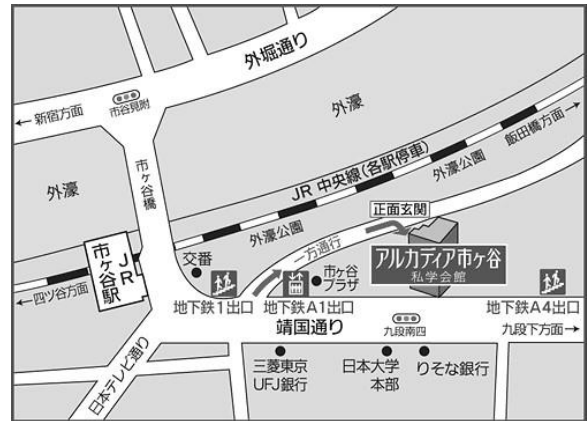 外堀通り
市谷見附
← 新宿方面
外濠
飯田橋方面 →
JR 中央線(各駅停車)
外濠公園
市ヶ谷橋
外濠
正面玄関
外濠公園
一方通行
アルカディア市ヶ谷
私学会館
交番
市ヶ谷
プラザ
JR
市ヶ谷駅
← 四ツ谷方面
地下鉄1出口
地下鉄A1出口
地下鉄A4出口
靖国通り
九段南四
九段下方面 →
日本テレビ通り
三菱東京
UFJ銀行
日本大学
本部
りそな銀行